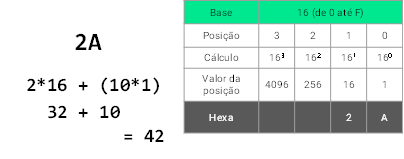 2A
2*16 + (10*1)
32 + 10
= 42
Base 16 (de 0 até F)
Posição 3 2 1 0
Cálculo 16³ 16² 16¹ 16⁰
Valor da posição 4096 256 16 1
Hexa 2 A